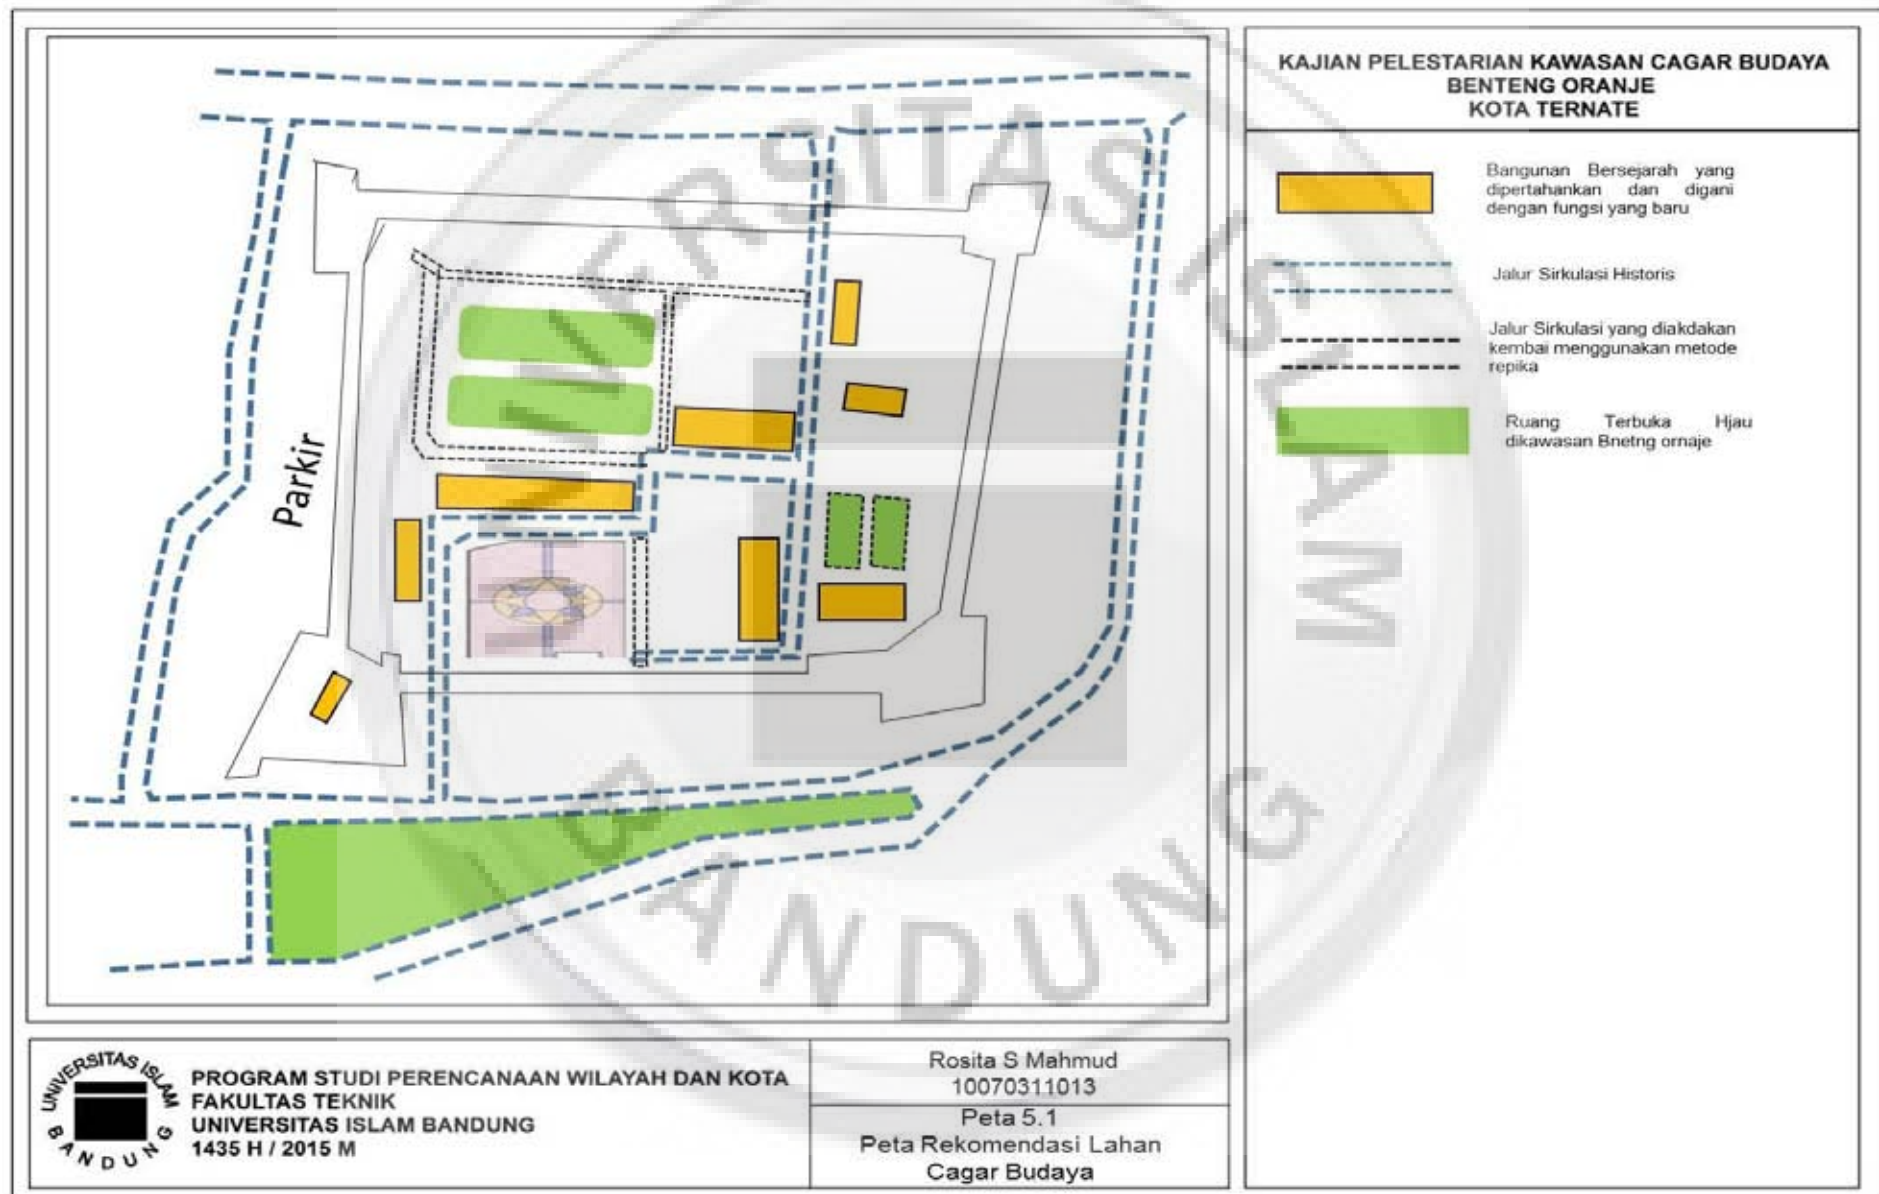 KAJIAN PELESTARIAN KAWASAN CAGAR BUDAYA
BENTENG ORANJE
KOTA TERNATE
Bangunan Bersejarah yang
dipertahankan dan digani
dengan fungsi yang baru
Jalur Sirkulasi Historis
Jalur Sirkulasi yang diakdakan
kembai menggunakan metode
repika
Ruang Terbuka Hjau
dikawasan Bnetng ornaje
Parkir
UNIVERSITAS ISLAM
BANDUNG
UNIVERSITAS ISLAM
BANDUNG
PROGRAM STUDI PERENCANAAN WILAYAH DAN KOTA
FAKULTAS TEKNIK
UNIVERSITAS ISLAM BANDUNG
1435 H / 2015 M
Rosita S Mahmud
10070311013
Peta 5.1
Peta Rekomendasi Lahan
Cagar Budaya